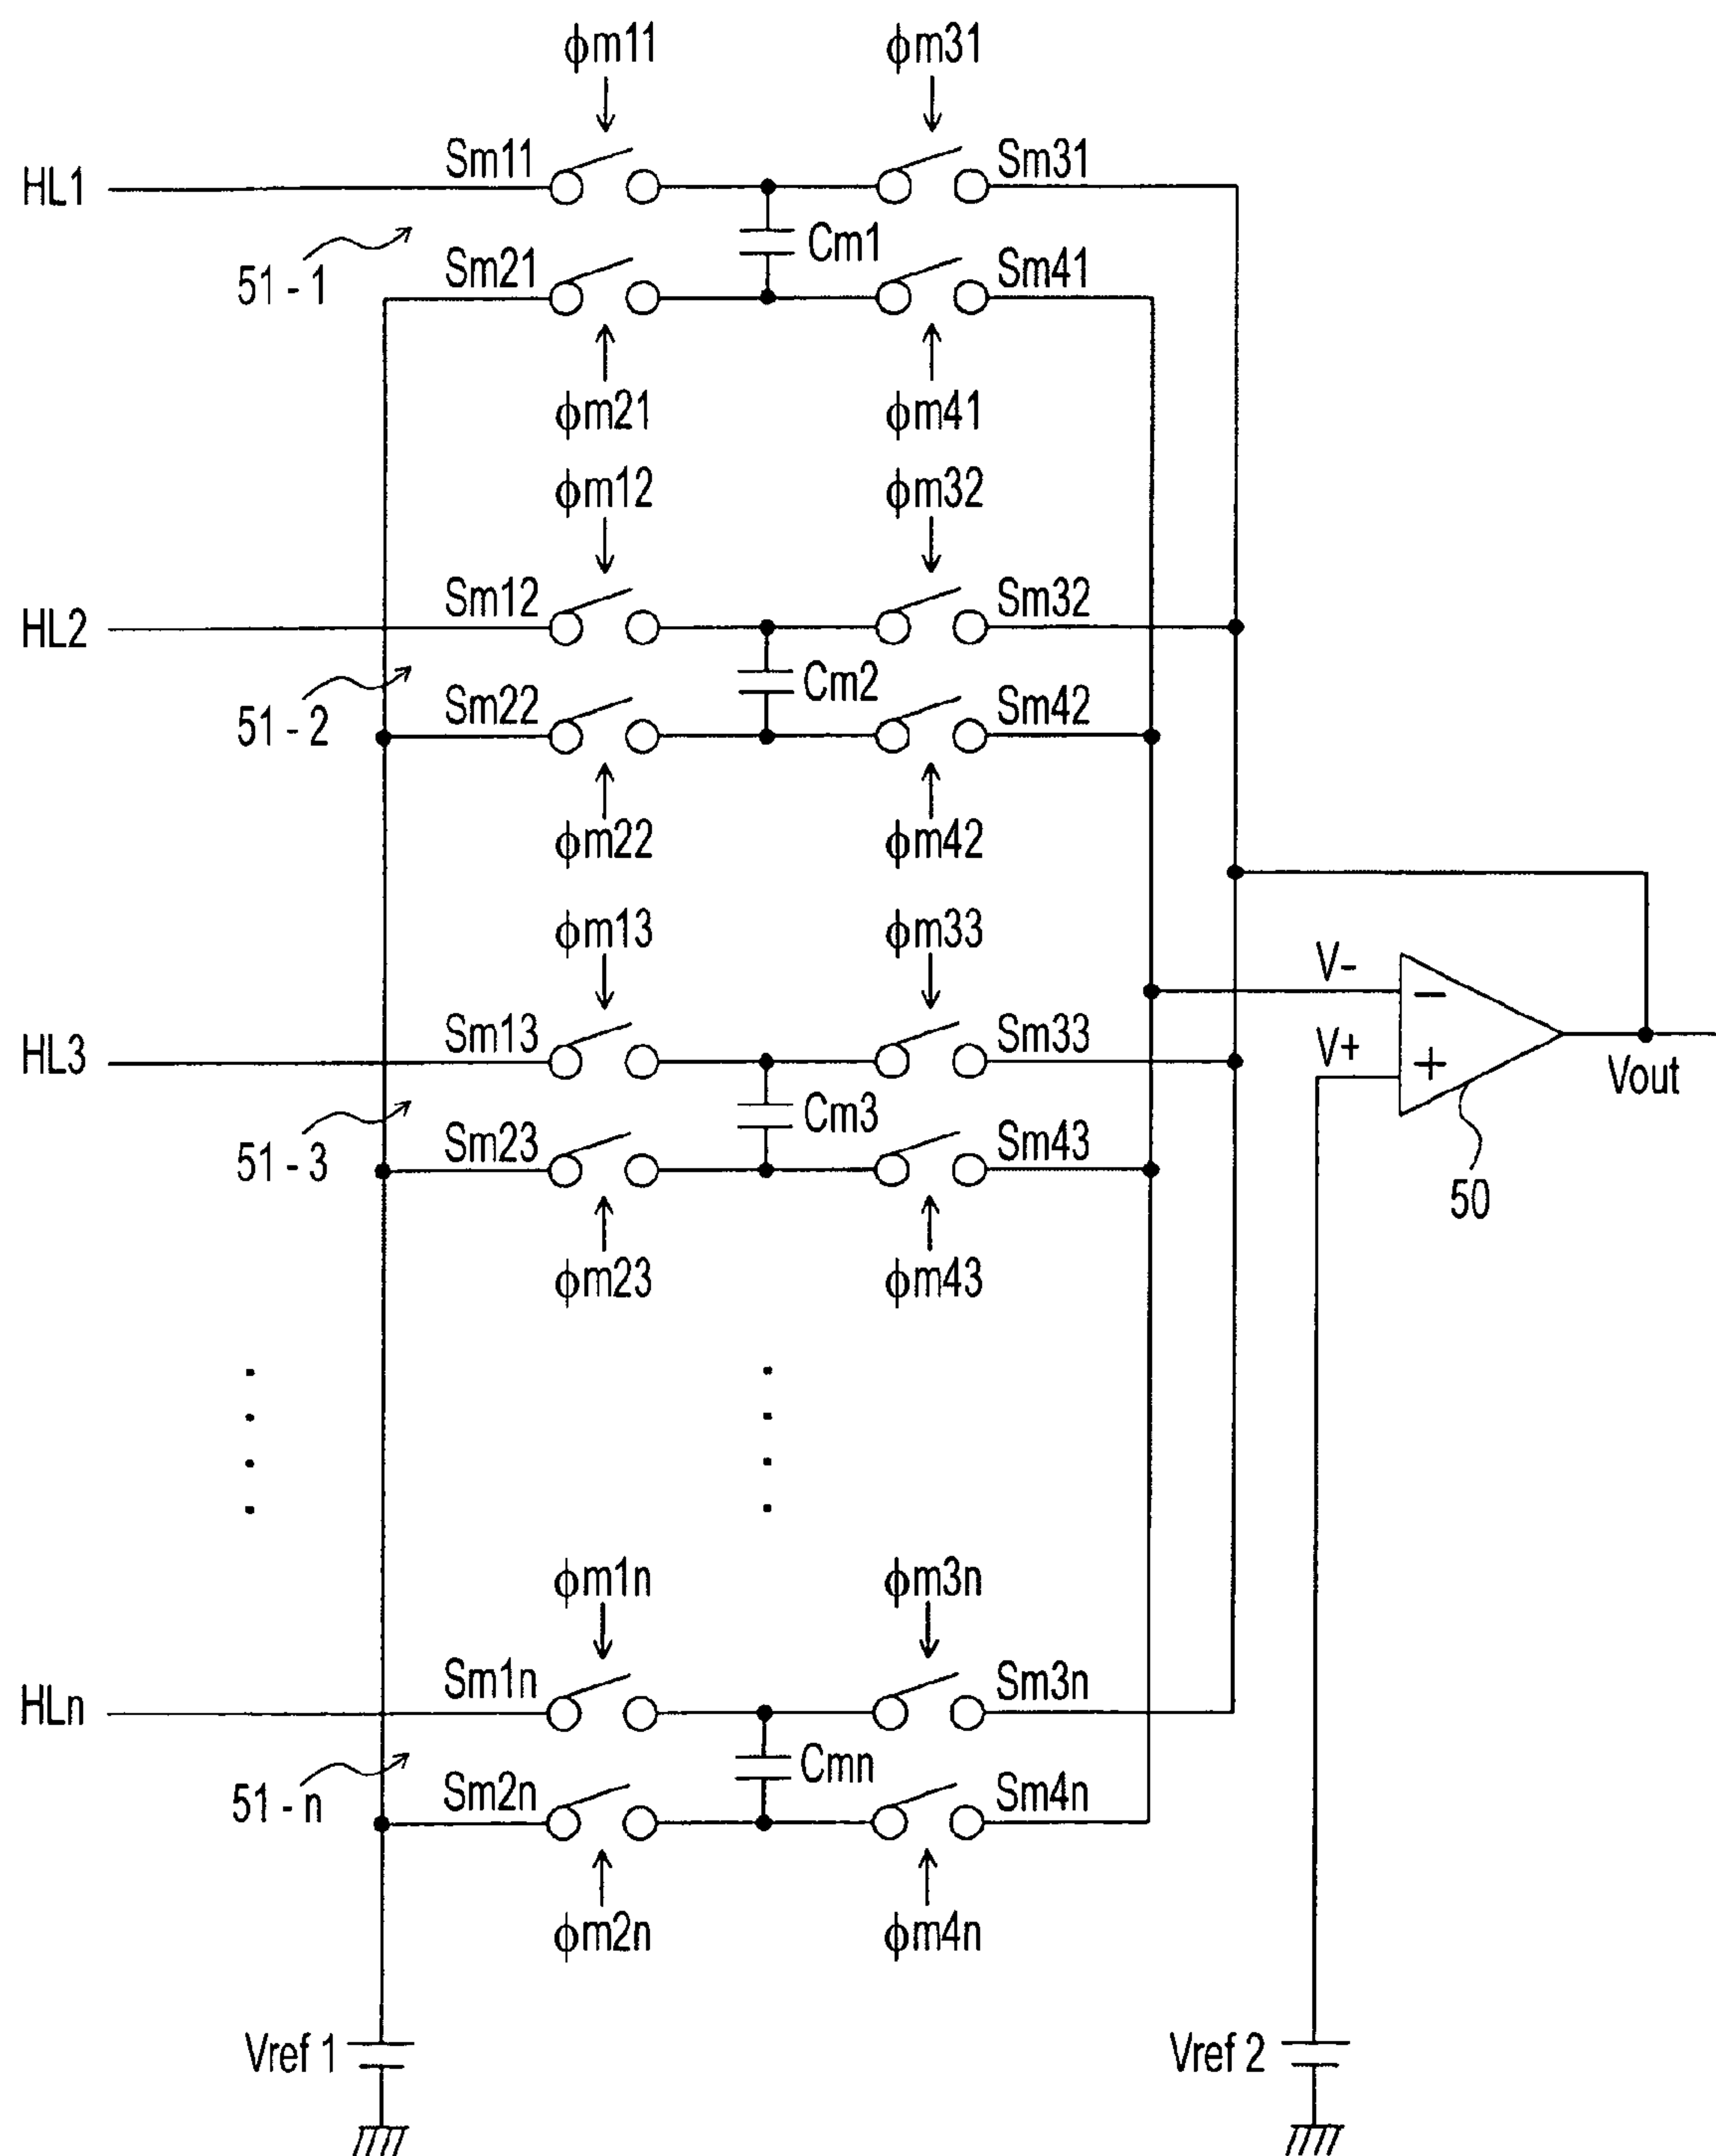 ϕm11 ϕm31
HL1 Sm11 Sm31
Cm1
51 - 1 Sm21 Sm41
ϕm21 ϕm41
ϕm12 ϕm32
HL2 Sm12 Sm32
Cm2
51 - 2 Sm22 Sm42
ϕm22 ϕm42
ϕm13 ϕm33
V- −
HL3 Sm13 Sm33 V+ +
Vout
Cm3
51 - 3 Sm23 Sm43 50
ϕm23 ϕm43
ϕm1n ϕm3n
HLn Sm1n Sm3n
Cmn
51 - n Sm2n Sm4n
ϕm2n ϕm4n
Vref 1 Vref 2